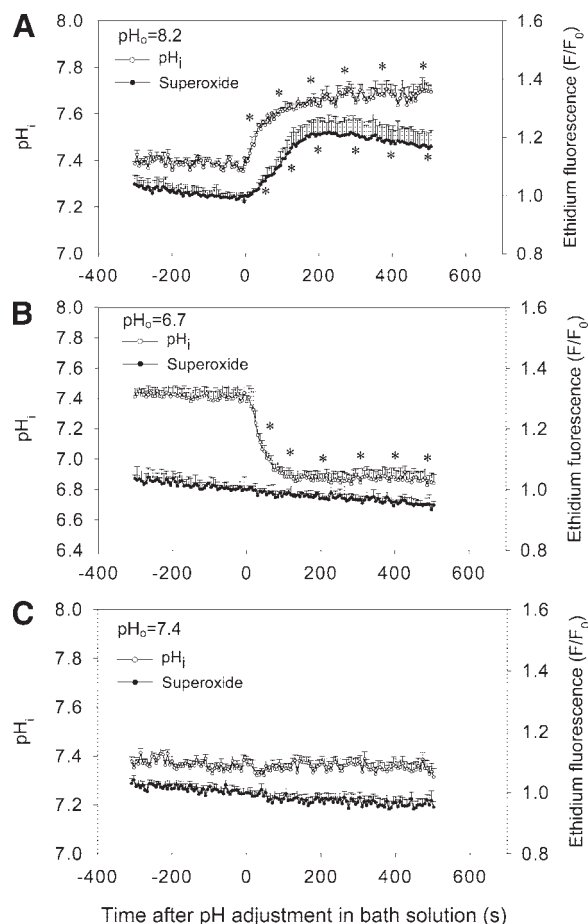 A
pHo=8.2
pHi
Superoxide
8.0
7.8
7.6
7.4
7.2
7.0
pHi
1.6
1.4
1.2
1.0
0.8
Ethidium fluorescence (F/F0)
* * * * * *
* * * * * *
-400 -200 0 200 400 600
B
pHo=6.7
pHi
Superoxide
8.0
7.8
7.6
7.4
7.2
7.0
6.8
6.6
6.4
pHi
1.6
1.4
1.2
1.0
0.8
Ethidium fluorescence (F/F0)
* * * * * *
-400 -200 0 200 400 600
C
pHo=7.4
pHi
Superoxide
8.0
7.8
7.6
7.4
7.2
7.0
pHi
1.6
1.4
1.2
1.0
0.8
Ethidium fluorescence (F/F0)
-400 -200 0 200 400 600
Time after pH adjustment in bath solution (s)